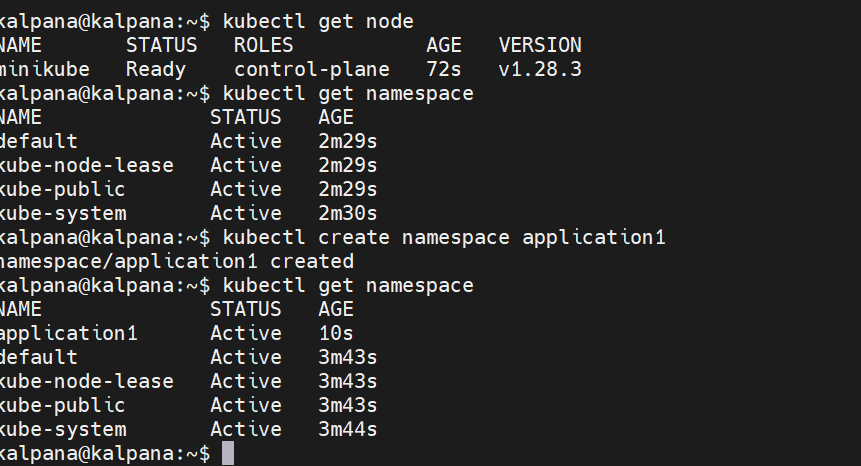 kalpana@kalpana:~$ kubectl get node
NAME       STATUS   ROLES           AGE   VERSION
minikube   Ready    control-plane   72s   v1.28.3
kalpana@kalpana:~$ kubectl get namespace
NAME              STATUS   AGE
default           Active   2m29s
kube-node-lease   Active   2m29s
kube-public       Active   2m29s
kube-system       Active   2m30s
kalpana@kalpana:~$ kubectl create namespace application1
namespace/application1 created
kalpana@kalpana:~$ kubectl get namespace
NAME              STATUS   AGE
application1      Active   10s
default           Active   3m43s
kube-node-lease   Active   3m43s
kube-public       Active   3m43s
kube-system       Active   3m44s
kalpana@kalpana:~$